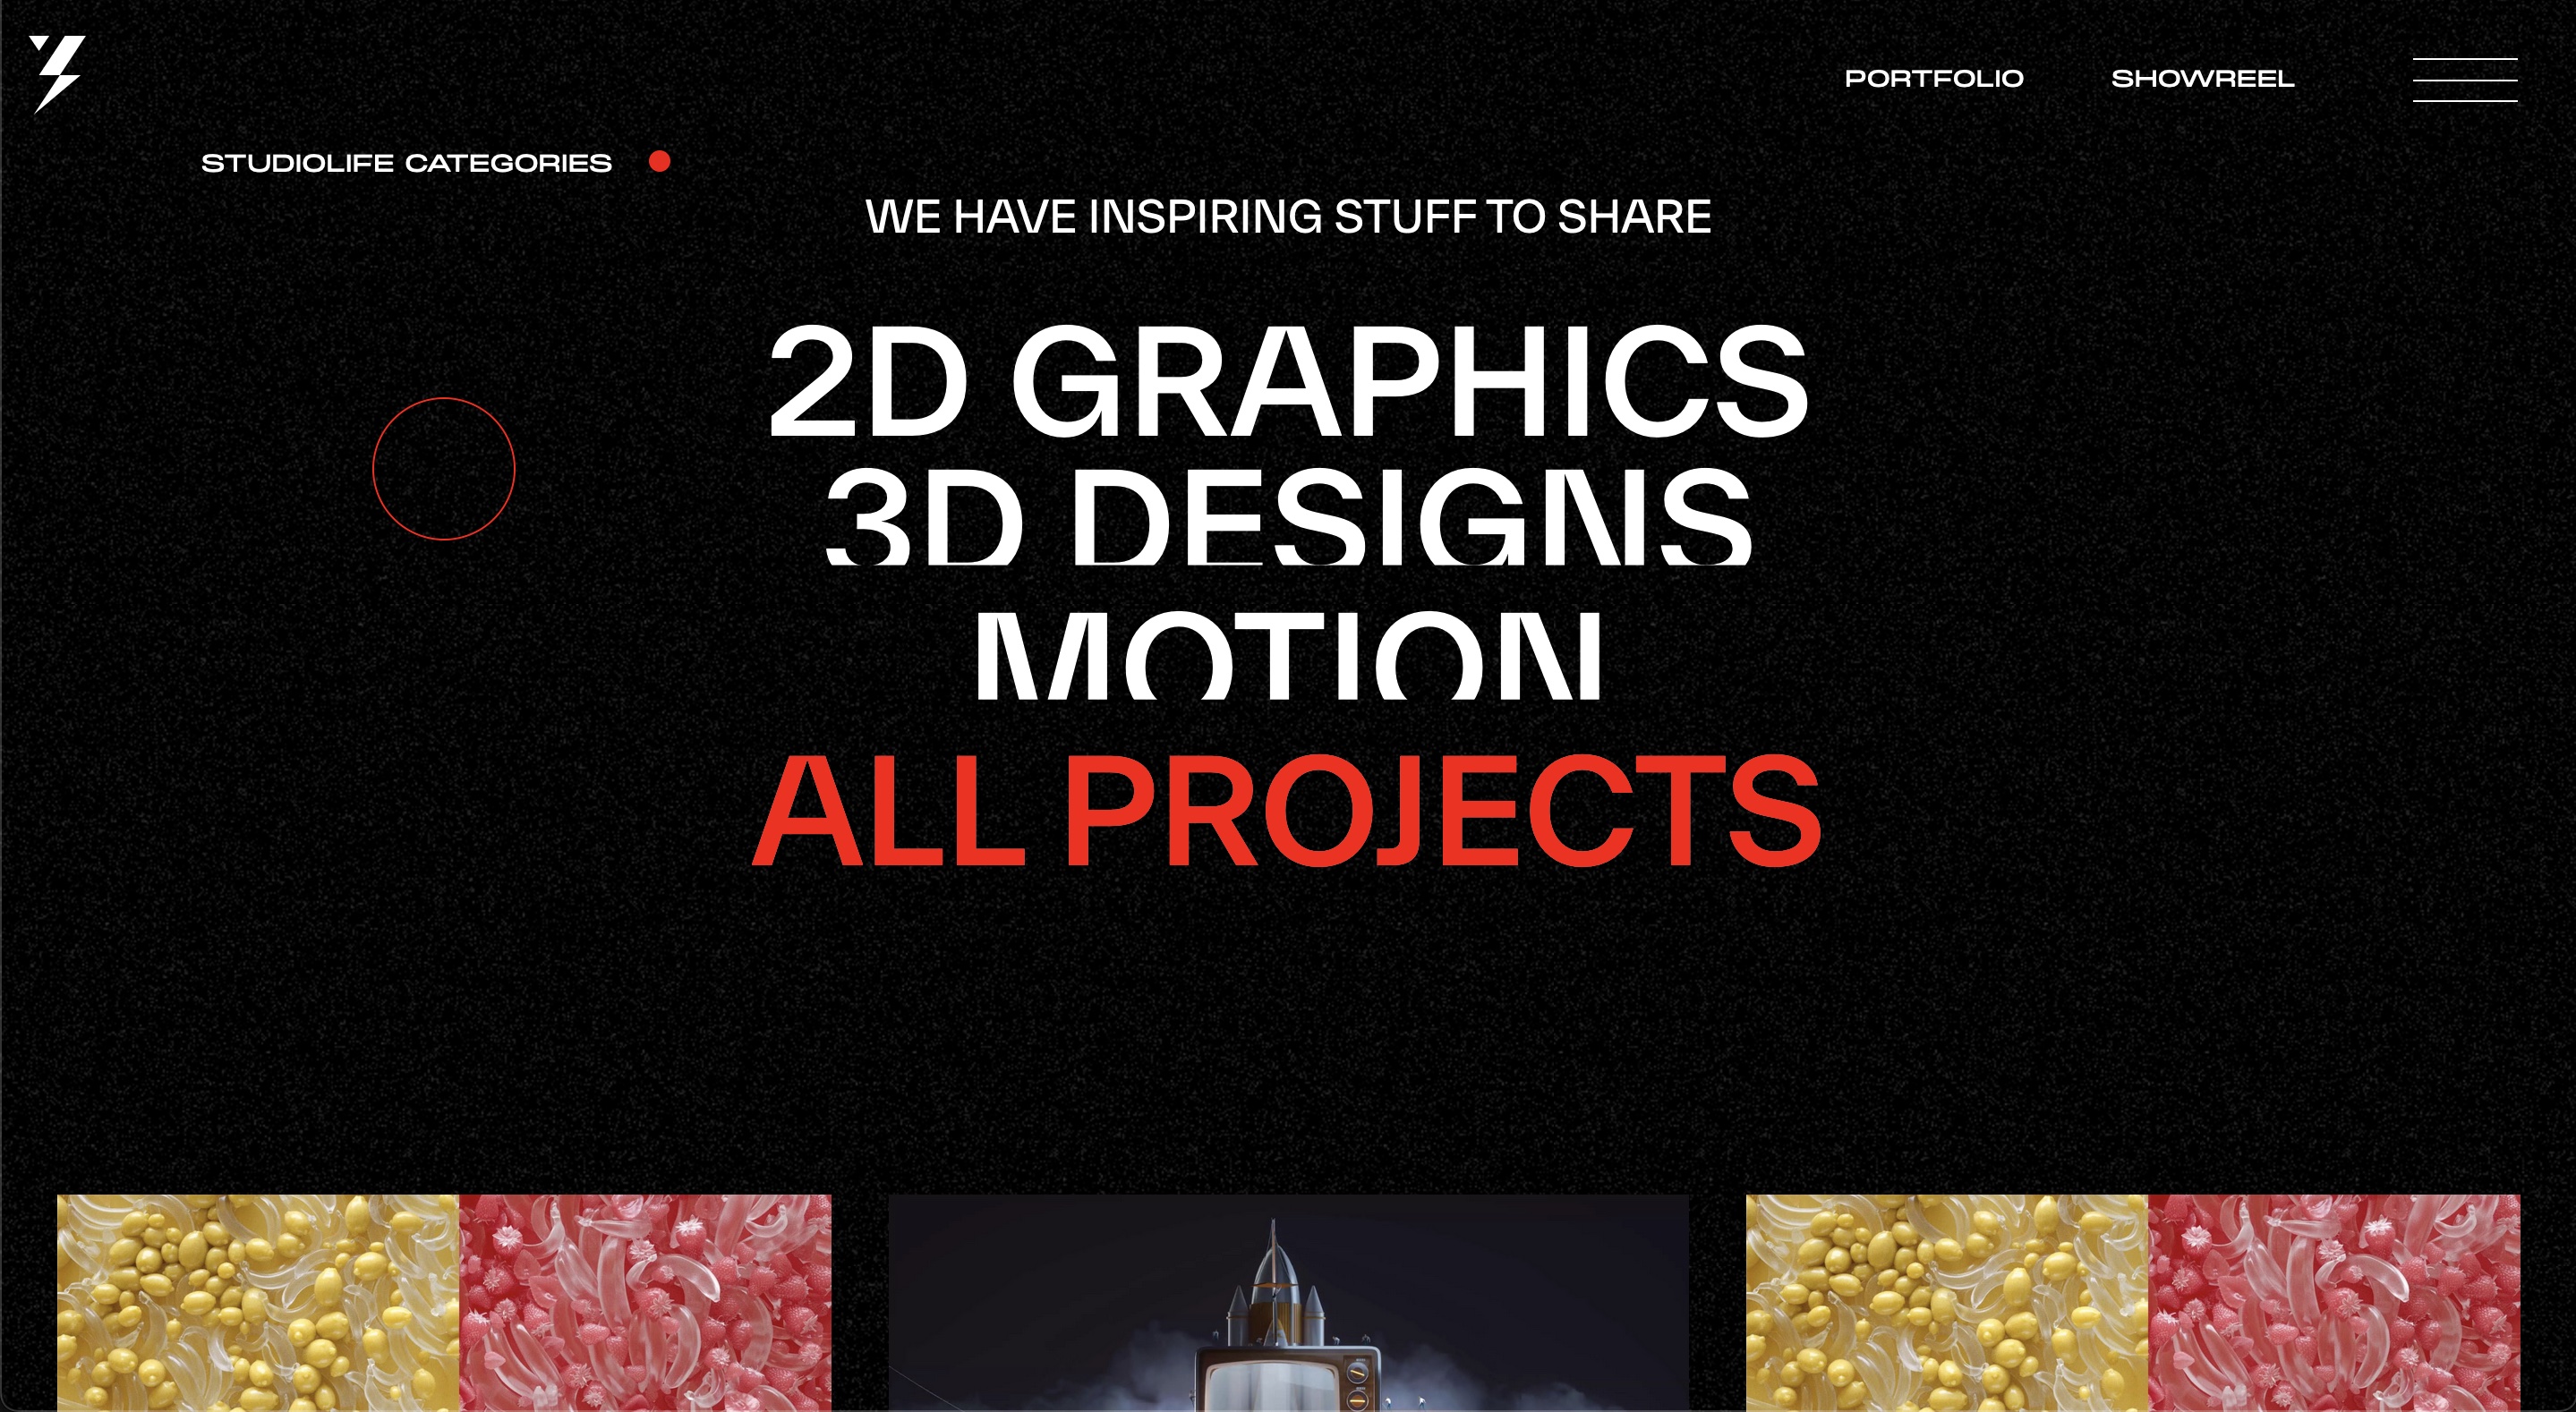 PORTFOLIO
SHOWREEL
STUDIOLIFE CATEGORIES
WE HAVE INSPIRING STUFF TO SHARE
2D GRAPHICS
3D DESIGNS
MOTION
ALL PROJECTS